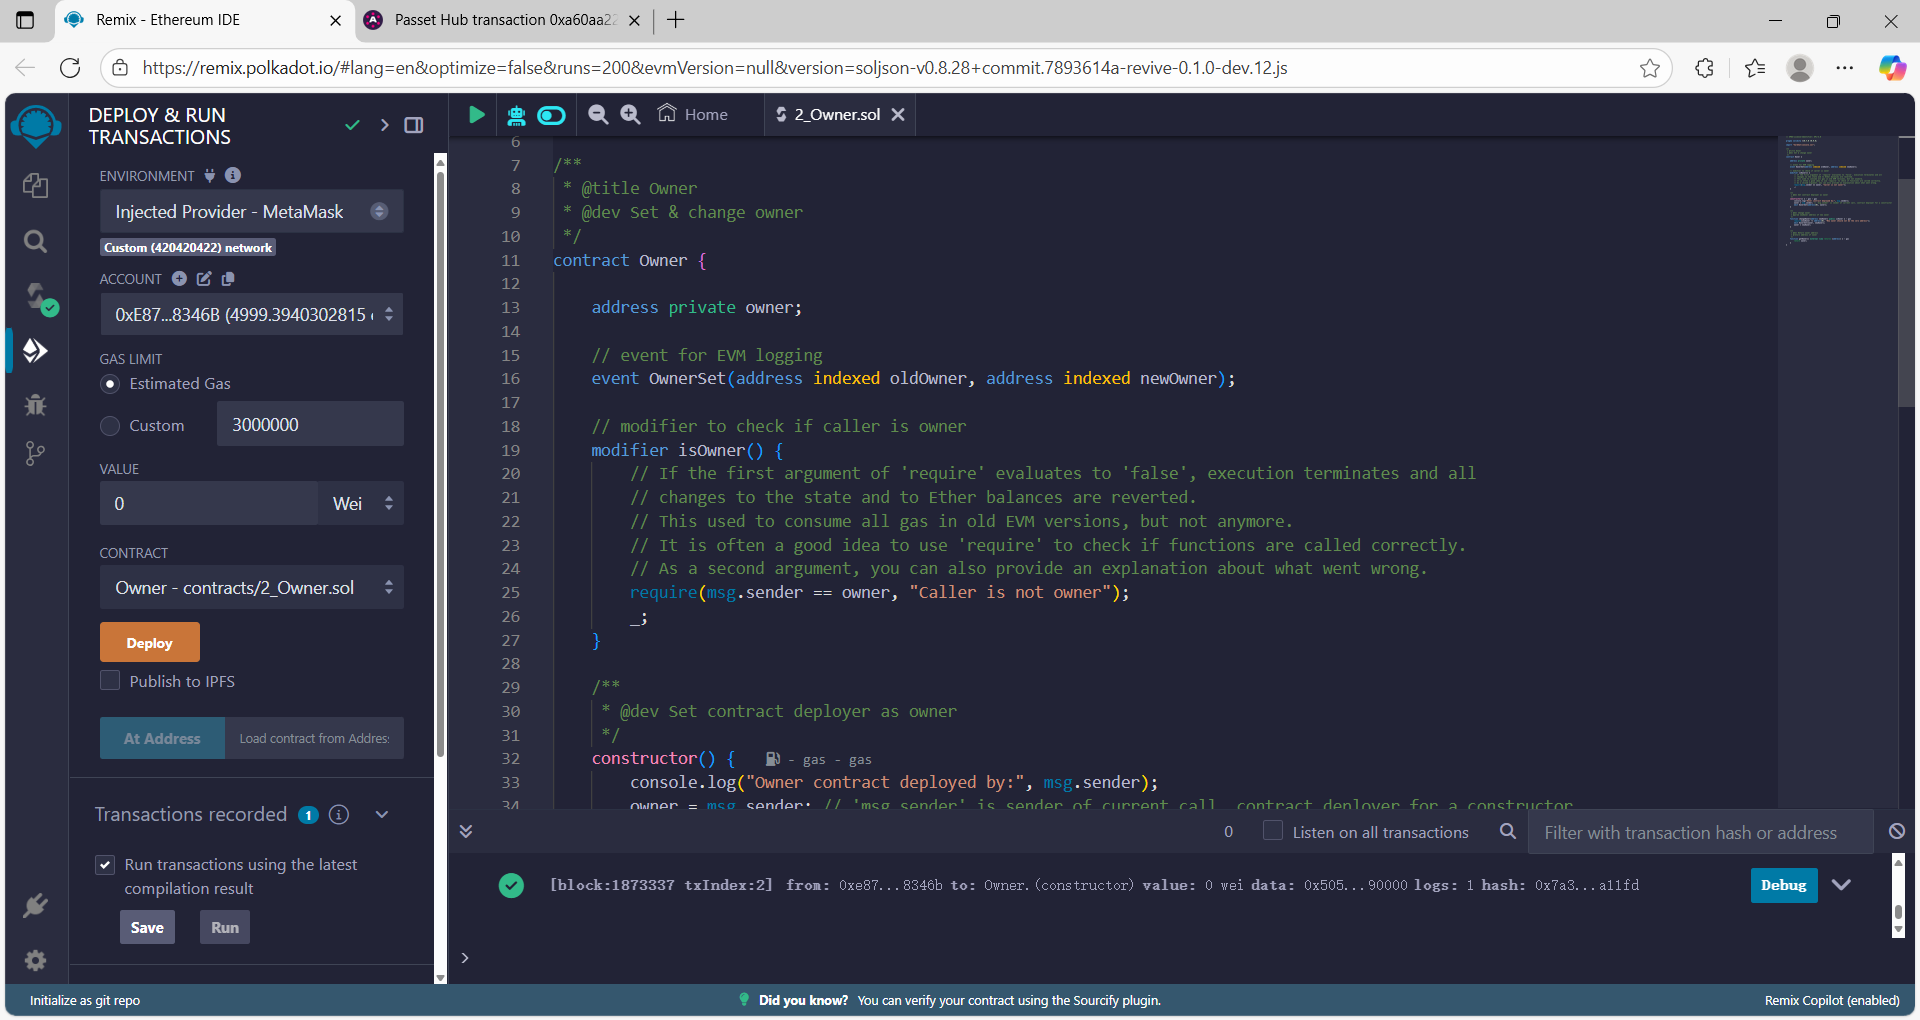 Remix - Ethereum IDE
Passet Hub transaction 0xa60aa22
https://remix.polkadot.io/#lang=en&optimize=false&runs=200&evmVersion=null&version=soljson-v0.8.28+commit.7893614a-revive-0.1.0-dev.12.js
DEPLOY & RUN
TRANSACTIONS
ENVIRONMENT
Injected Provider - MetaMask
Custom (420420422) network
ACCOUNT
0xE87...8346B (4999.3940302815
GAS LIMIT
Estimated Gas
Custom
3000000
VALUE
0
Wei
CONTRACT
Owner - contracts/2_Owner.sol
Deploy
Publish to IPFS
At Address
Load contract from Addres
Transactions recorded 1
Run transactions using the latest
compilation result
Save
Run
Home
2_Owner.sol
6
7 /**
8 * @title Owner
9 * @dev Set & change owner
10 */
11 contract Owner {
12
13 address private owner;
14
15 // event for EVM logging
16 event OwnerSet(address indexed oldOwner, address indexed newOwner);
17
18 // modifier to check if caller is owner
19 modifier isOwner() {
20 // If the first argument of 'require' evaluates to 'false', execution terminates and all
21 // changes to the state and to Ether balances are reverted.
22 // This used to consume all gas in old EVM versions, but not anymore.
23 // It is often a good idea to use 'require' to check if functions are called correctly.
24 // As a second argument, you can also provide an explanation about what went wrong.
25 require(msg.sender == owner, "Caller is not owner");
26 _;
27 }
28
29 /**
30 * @dev Set contract deployer as owner
31 */
32 constructor() { - gas - gas
33 console.log("Owner contract deployed by:", msg.sender);
34 owner = msg.sender; // 'msg.sender' is sender of current call, contract deployer for a constructor
0
Listen on all transactions
Filter with transaction hash or address
[block:1873337 txIndex:2] from: 0xe87...8346b to: Owner.(constructor) value: 0 wei data: 0x505...90000 logs: 1 hash: 0x7a3...a11fd
Debug
>
Initialize as git repo
Did you know? You can verify your contract using the Sourcify plugin.
Remix Copilot (enabled)